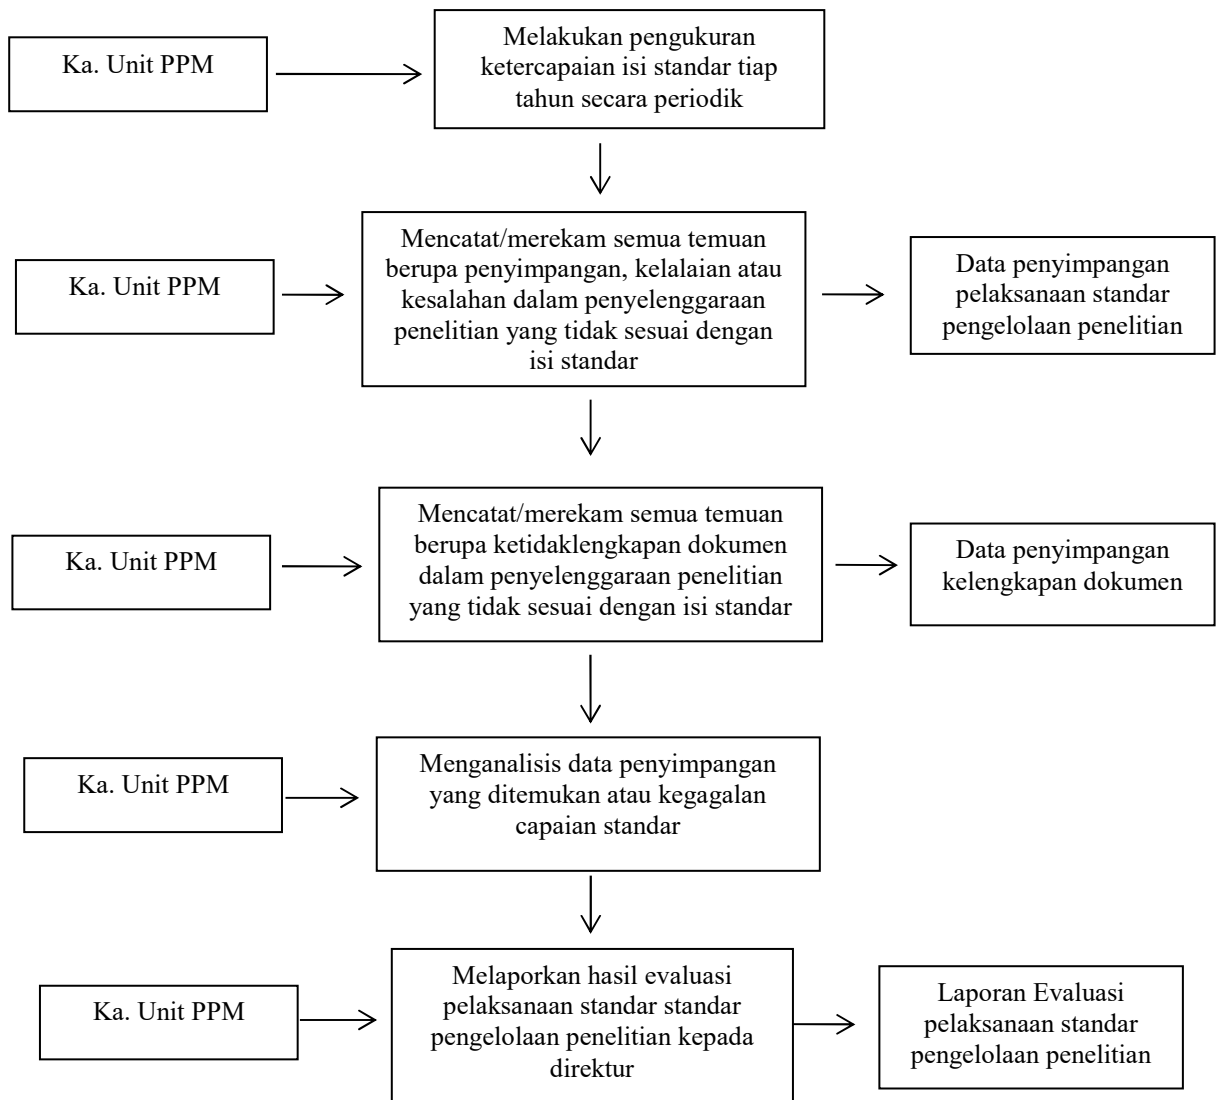 Ka. Unit PPM
Melakukan pengukuran
ketercapaian isi standar tiap
tahun secara periodik
Ka. Unit PPM
Mencatat/merekam semua temuan
berupa penyimpangan, kelalaian atau
kesalahan dalam penyelenggaraan
penelitian yang tidak sesuai dengan
isi standar
Data penyimpangan
pelaksanaan standar
pengelolaan penelitian
Ka. Unit PPM
Mencatat/merekam semua temuan
berupa ketidaklengkapan dokumen
dalam penyelenggaraan penelitian
yang tidak sesuai dengan isi standar
Data penyimpangan
kelengkapan dokumen
Ka. Unit PPM
Menganalisis data penyimpangan
yang ditemukan atau kegagalan
capaian standar
Ka. Unit PPM
Melaporkan hasil evaluasi
pelaksanaan standar standar
pengelolaan penelitian kepada
direktur
Laporan Evaluasi
pelaksanaan standar
pengelolaan penelitian